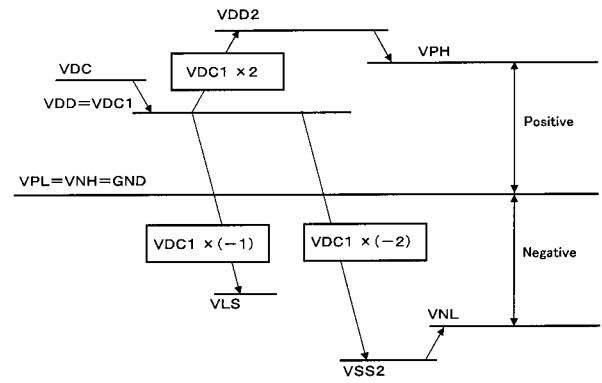 VDD2
VPH
VDC
VDC1 ×2
VDD=VDC1
Positive
VPL=VNH=GND
VDC1 ×(-1)
VDC1 ×(-2)
Negative
VLS
VNL
VSS2